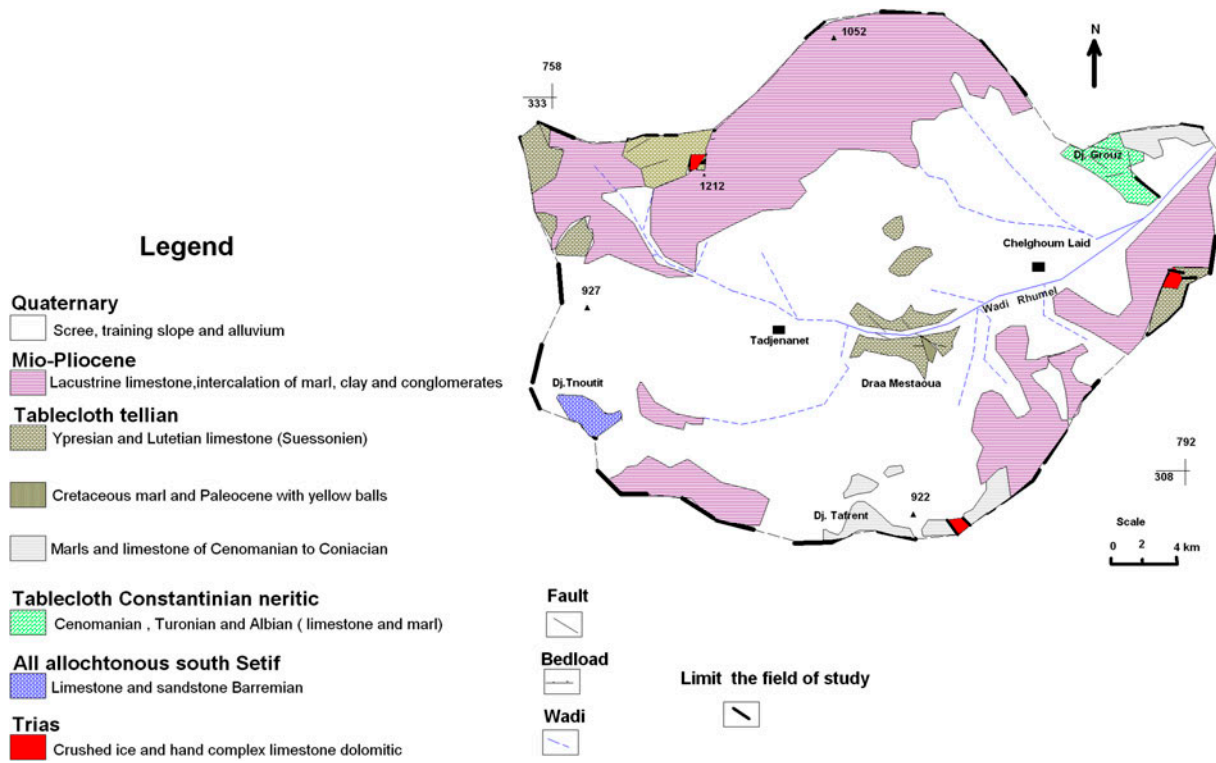 1052
N
758
333
Dj. Grouz
1212
Legend
Chelghoum Laid
Quaternary
927
Wadi Rhumel
Scree, training slope and alluvium
Tadjenanet
Mio-Pliocene
Lacustrine limestone,intercalation of marl, clay and conglomerates
Dj.Tnoutit
Draa Mestaoua
Tablecloth tellian
Ypresian and Lutetian limestone (Suessonien)
792
308
Cretaceous marl and Paleocene with yellow balls
922
Dj. Tafrent
Scale
0 2 4 km
Marls and limestone of Cenomanian to Coniacian
Tablecloth Constantinian neritic
Cenomanian , Turonian and Albian ( limestone and marl)
Fault
All allochtonous south Setif
Limestone and sandstone Barremian
Bedload
Limit the field of study
Trias
Crushed ice and hand complex limestone dolomitic
Wadi